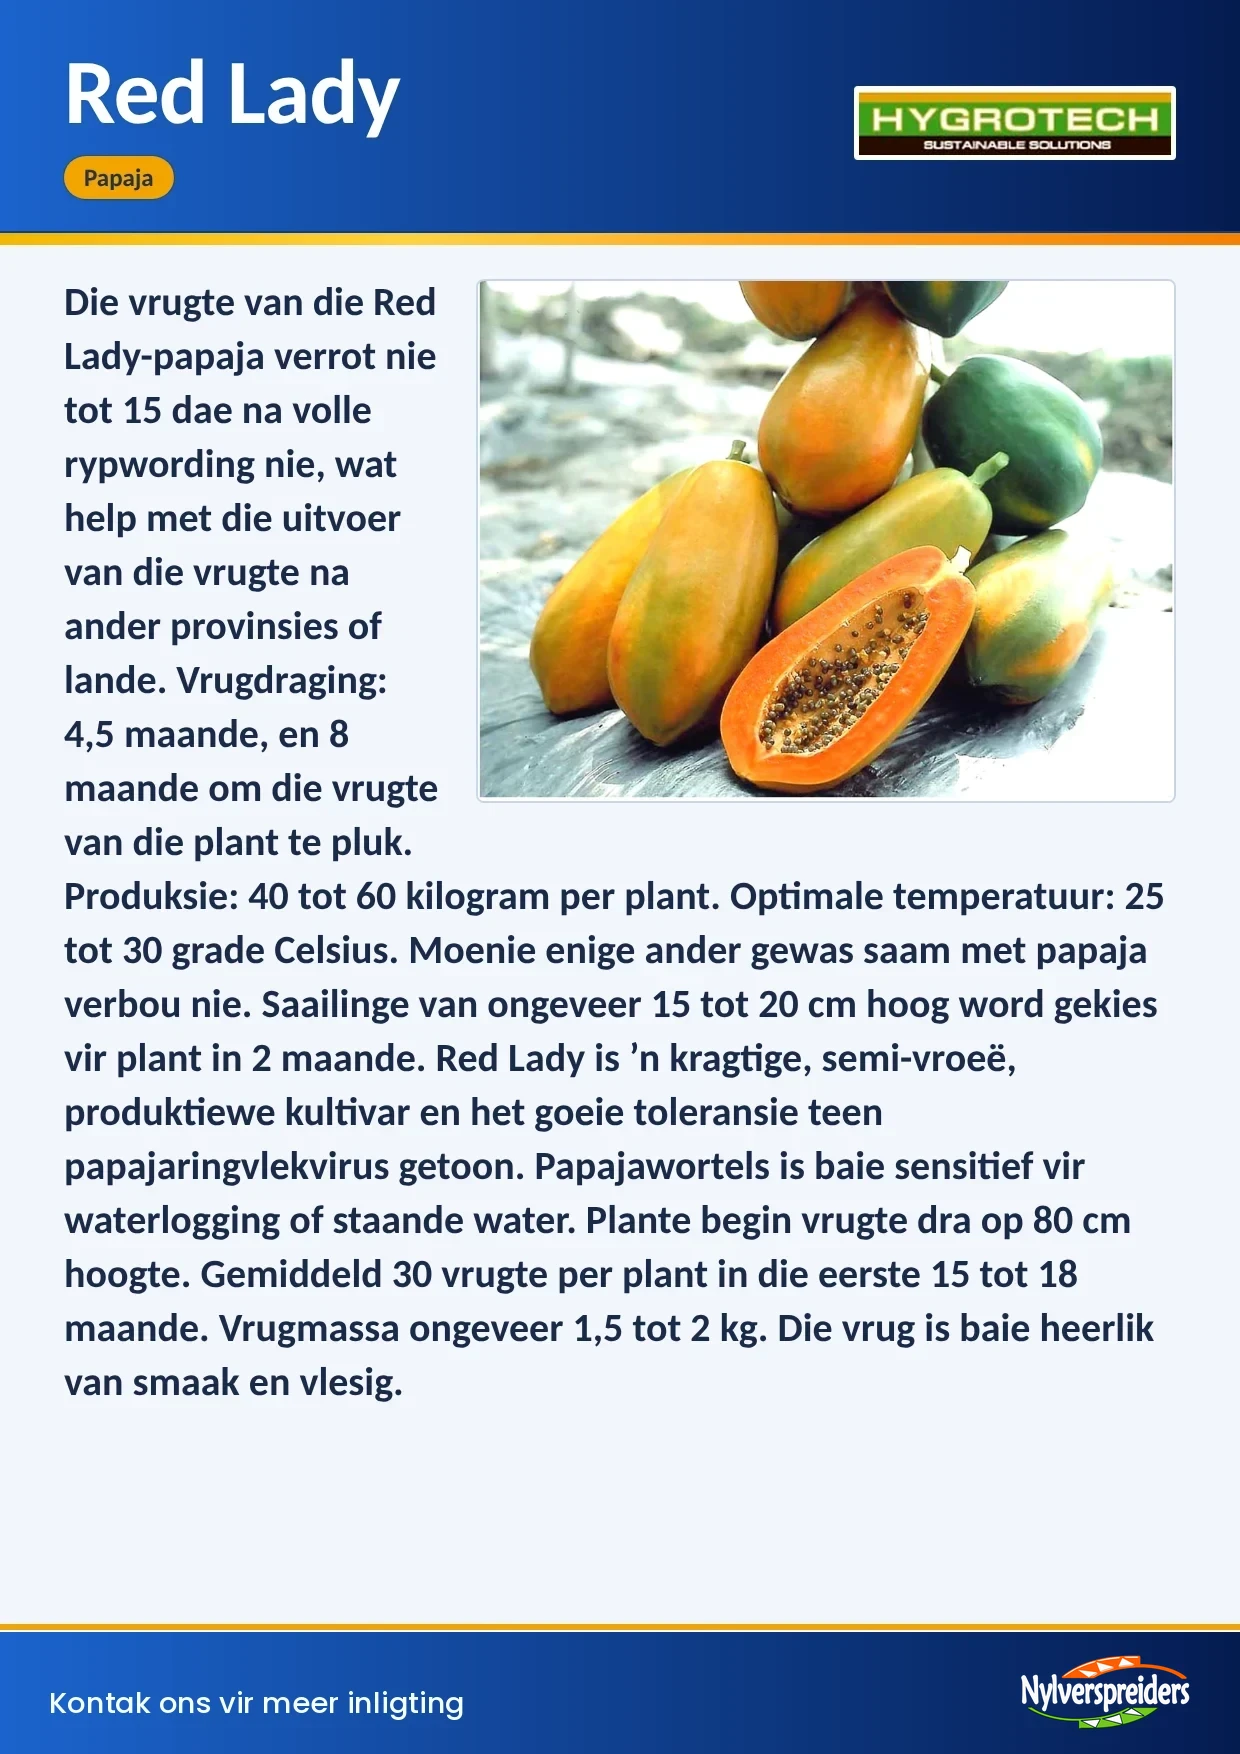 Red Lady
Papaja
HYGROTECH
SUSTAINABLE SOLUTIONS
Die vrugte van die Red
Lady-papaja verrot nie
tot 15 dae na volle
rypwording nie, wat
help met die uitvoer
van die vrugte na
ander provinsies of
lande. Vrugdraging:
4,5 maande, en 8
maande om die vrugte
van die plant te pluk.
Produksie: 40 tot 60 kilogram per plant. Optimale temperatuur: 25
tot 30 grade Celsius. Moenie enige ander gewas saam met papaja
verbou nie. Saailinge van ongeveer 15 tot 20 cm hoog word gekies
vir plant in 2 maande. Red Lady is ’n kragtige, semi-vroeë,
produktiewe kultivar en het goeie toleransie teen
papajaringvlekvirus getoon. Papajawortels is baie sensitief vir
waterlogging of staande water. Plante begin vrugte dra op 80 cm
hoogte. Gemiddeld 30 vrugte per plant in die eerste 15 tot 18
maande. Vrugmassa ongeveer 1,5 tot 2 kg. Die vrug is baie heerlik
van smaak en vlesig.
Kontak ons vir meer inligting
Nylverspreiders